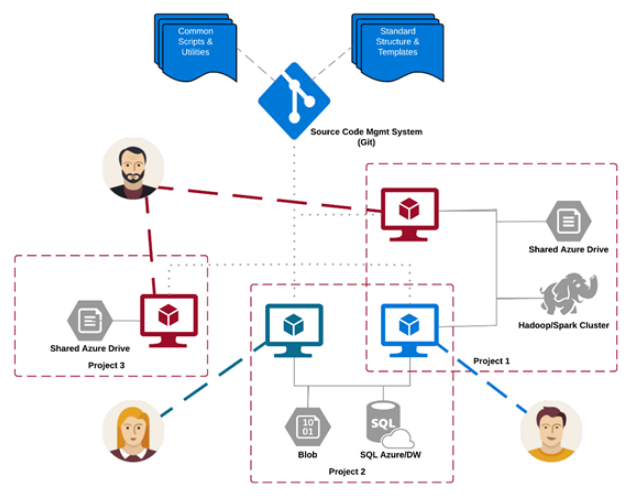 Common
Scripts &
Utilities
Standard
Structure &
Templates
Source Code Mgmt System
(Git)
Shared Azure Drive
Hadoop/Spark Cluster
Project 1
Shared Azure Drive
Project 3
10
01
Blob
SQL
SQL Azure/DW
Project 2